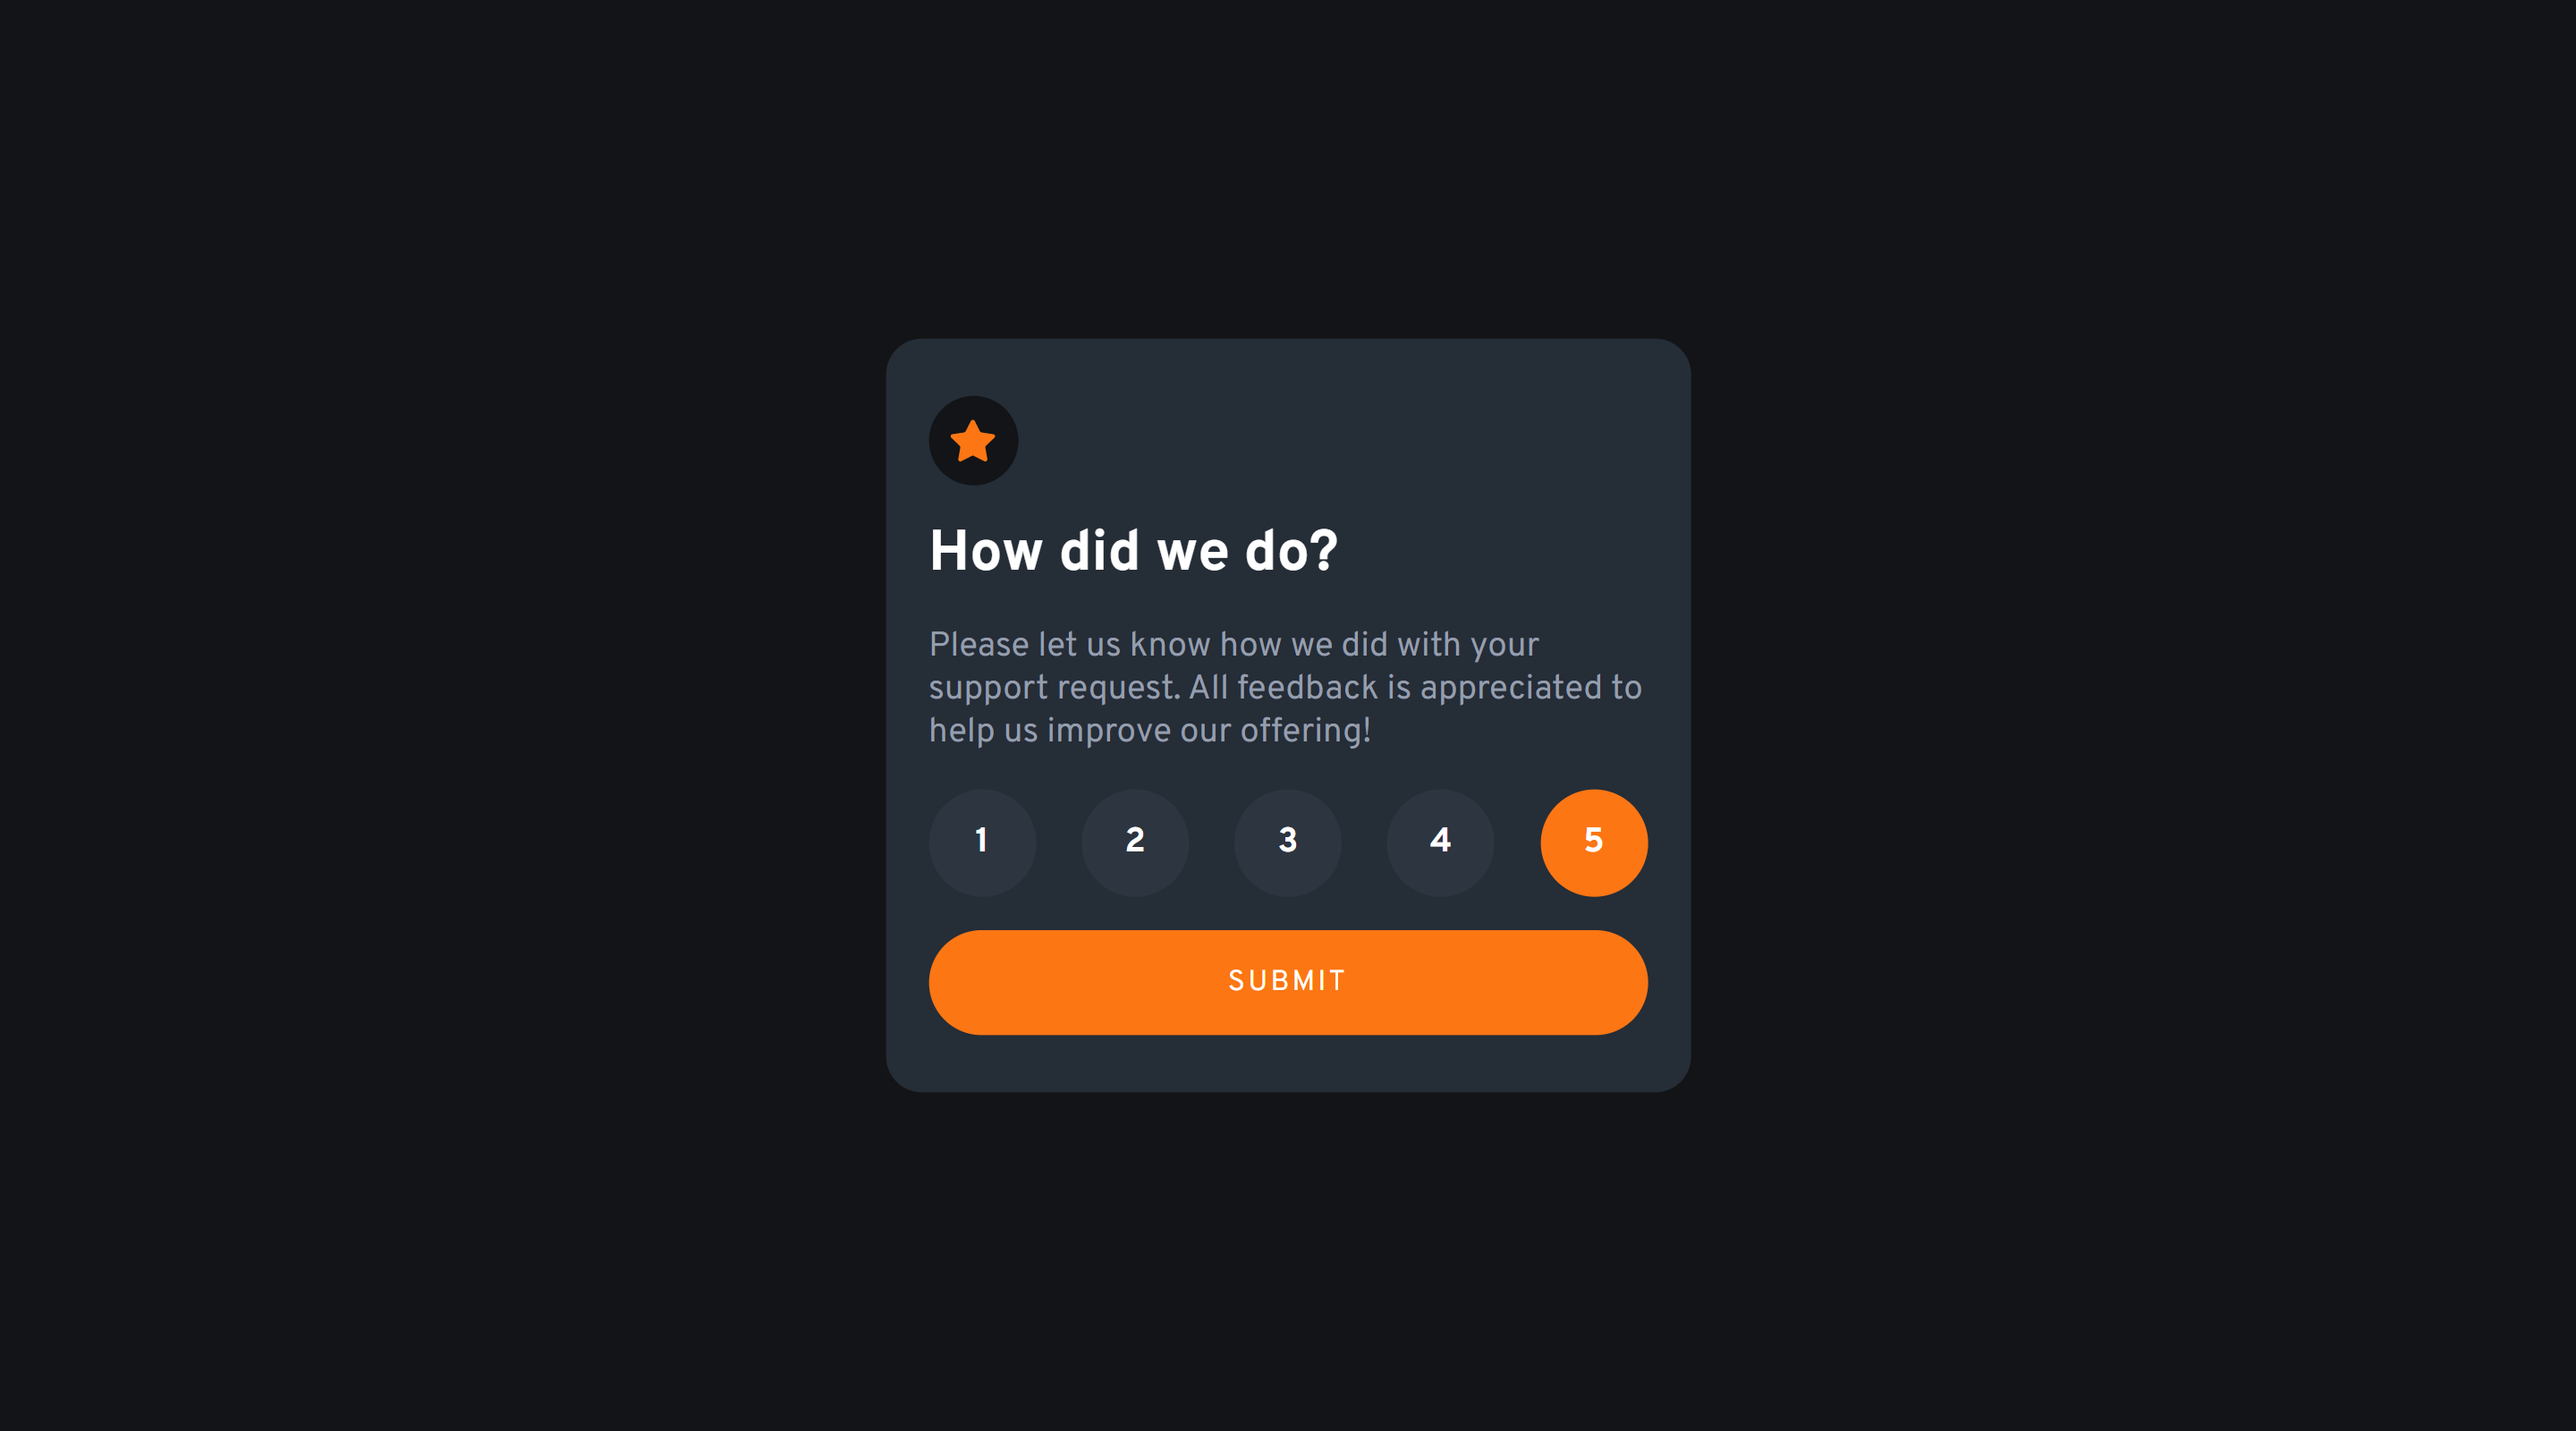 How did we do?
Please let us know how we did with your
support request. All feedback is appreciated to
help us improve our offering!
1 2 3 4 5
SUBMIT